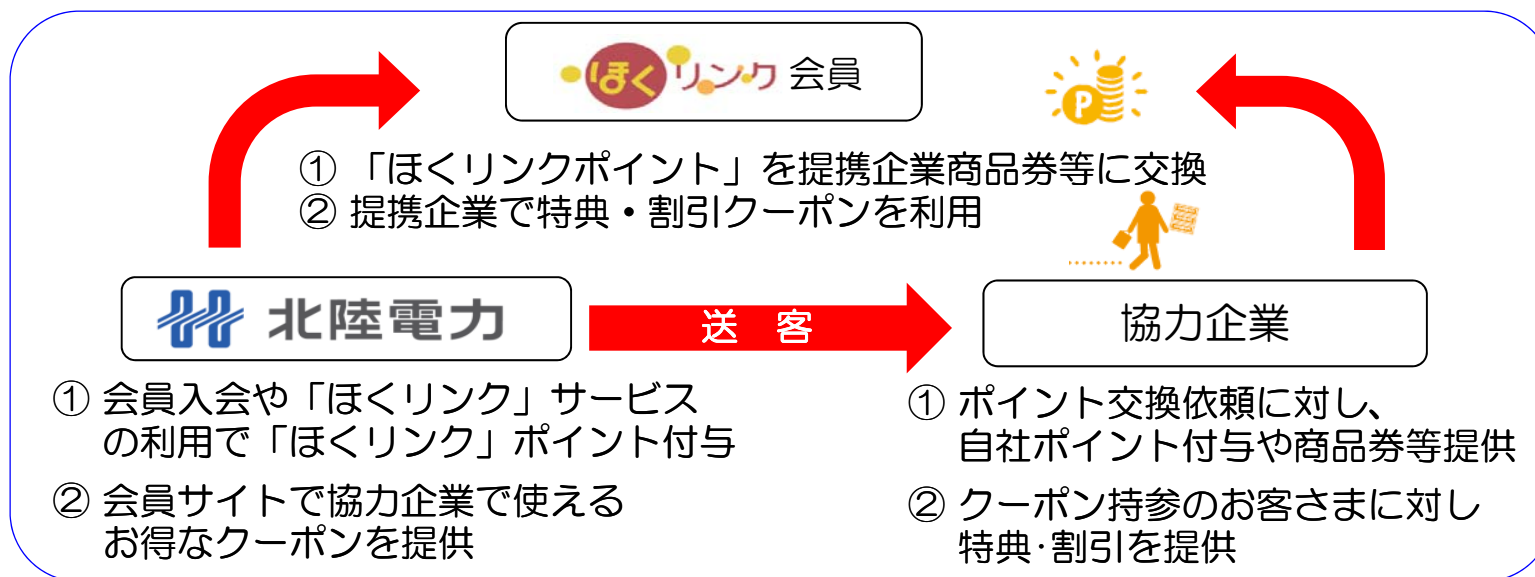 ほくリンク 会員
P
① 「ほくリンクポイント」を提携企業商品券等に交換
② 提携企業で特典・割引クーポンを利用
北陸電力
送 客
協力企業
① 会員入会や「ほくリンク」サービス
の利用で「ほくリンク」ポイント付与
② 会員サイトで協力企業で使える
お得なクーポンを提供
① ポイント交換依頼に対し、
自社ポイント付与や商品券等提供
② クーポン持参のお客さまに対し
特典･割引を提供